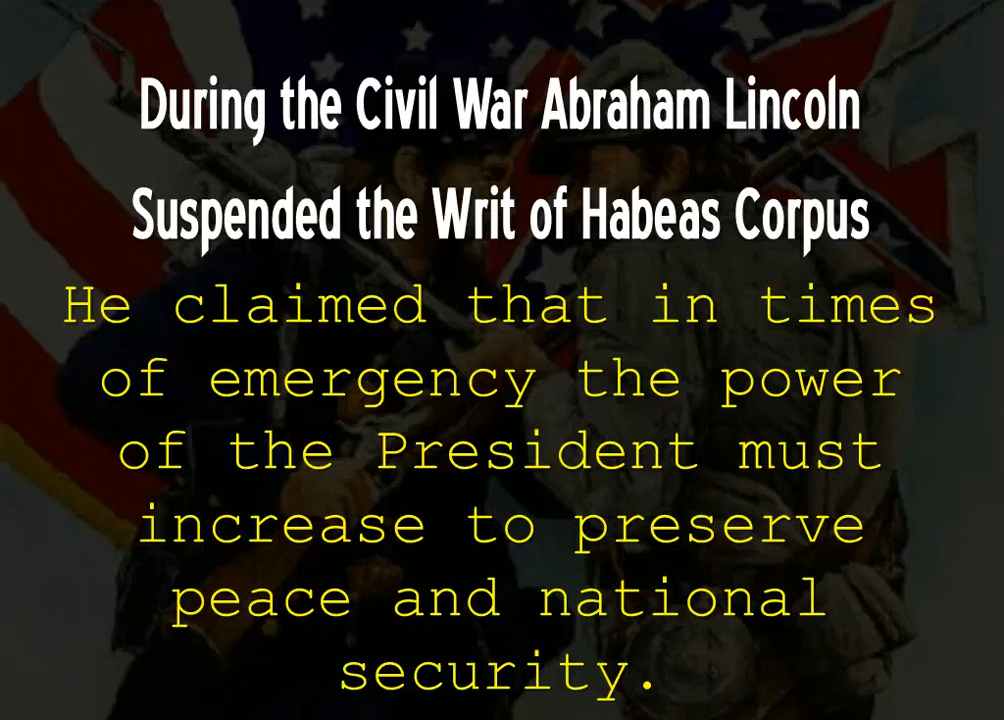 During the Civil War Abraham Lincoln
Suspended the Writ of Habeas Corpus
He claimed that in times
of emergency the power
of the President must
increase to preserve
peace and national
security.